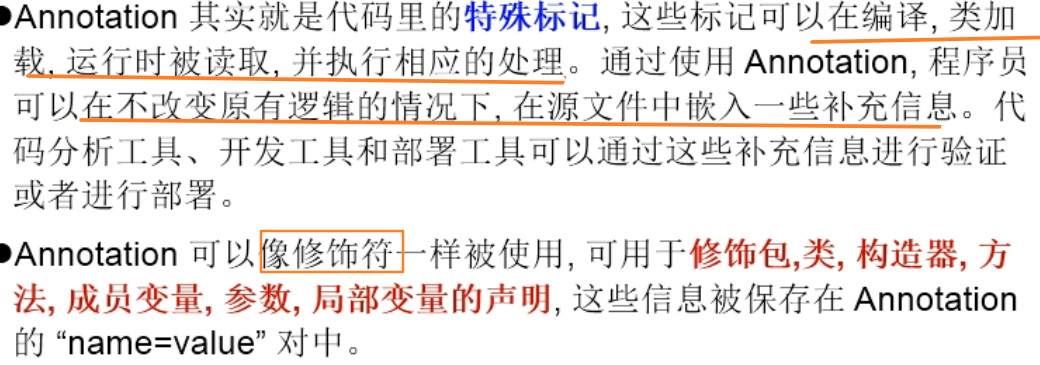 ●Annotation 其实就是代码里的特殊标记, 这些标记可以在编译, 类加
载, 运行时被读取, 并执行相应的处理。通过使用 Annotation, 程序员
可以在不改变原有逻辑的情况下, 在源文件中嵌入一些补充信息。代
码分析工具、开发工具和部署工具可以通过这些补充信息进行验证
或者进行部署。
●Annotation 可以像修饰符一样被使用, 可用于修饰包,类, 构造器, 方
法, 成员变量, 参数, 局部变量的声明, 这些信息被保存在 Annotation
的 “name=value” 对中。